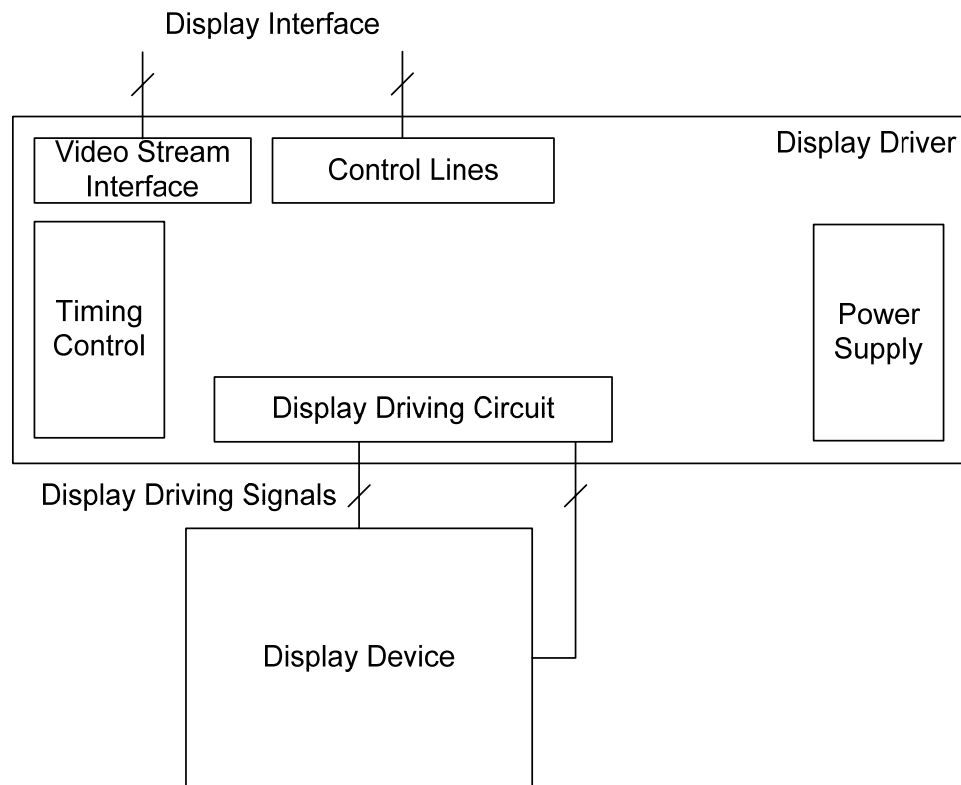 Display Interface
Display Driver
Video Stream
Interface
Control Lines
Timing
Control
Power
Supply
Display Driving Circuit
Display Driving Signals
Display Device